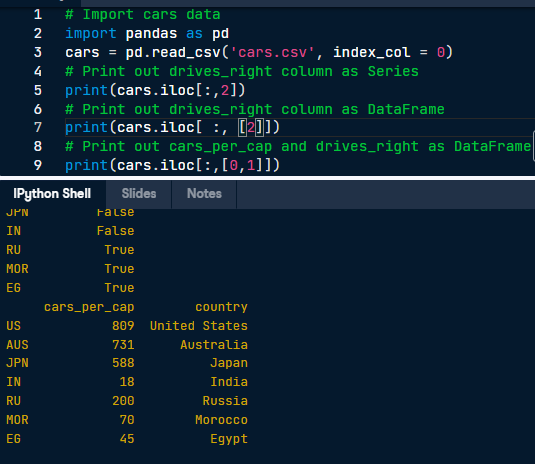 1 # Import cars data
2 import pandas as pd
3 cars = pd.read_csv('cars.csv', index_col = 0)
4 # Print out drives_right column as Series
5 print(cars.iloc[:,2])
6 # Print out drives_right column as DataFrame
7 print(cars.iloc[ :, [2]])
8 # Print out cars_per_cap and drives_right as DataFrame
9 print(cars.iloc[:,[0,1]])
IPython Shell Slides Notes
JPN False
IN False
RU True
MOR True
EG True
cars_per_cap country
US 809 United States
AUS 731 Australia
JPN 588 Japan
IN 18 India
RU 200 Russia
MOR 70 Morocco
EG 45 Egypt